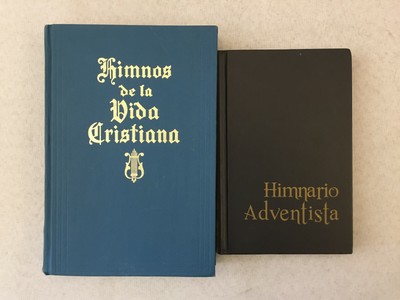 Himnos
de la
Vida
Cristiana
Himnario
Adventista